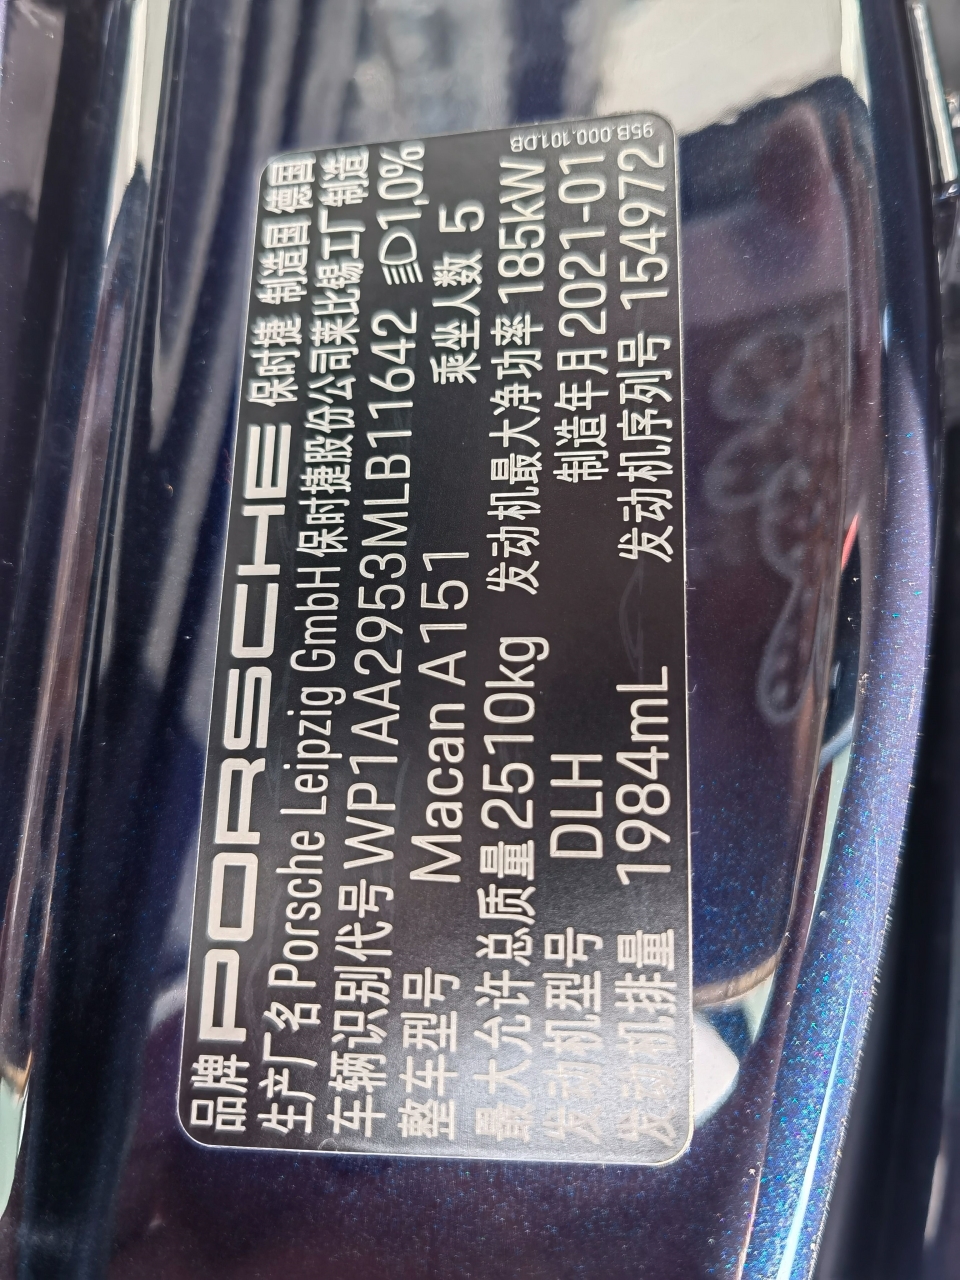 95B.000.101.DB
品牌 PORSCHE 保时捷 制造国 德国
生产厂名 Porsche Leipzig GmbH 保时捷股份公司莱比锡工厂制造
车辆识别代号 WP1AA2953MLB11642 1,0%
整车型号 Macan A151 乘坐人数 5
最大允许总质量 2510kg 发动机最大净功率 185kW
发动机型号 DLH 制造年月 2021-01
发动机排量 1984mL 发动机序列号 154972